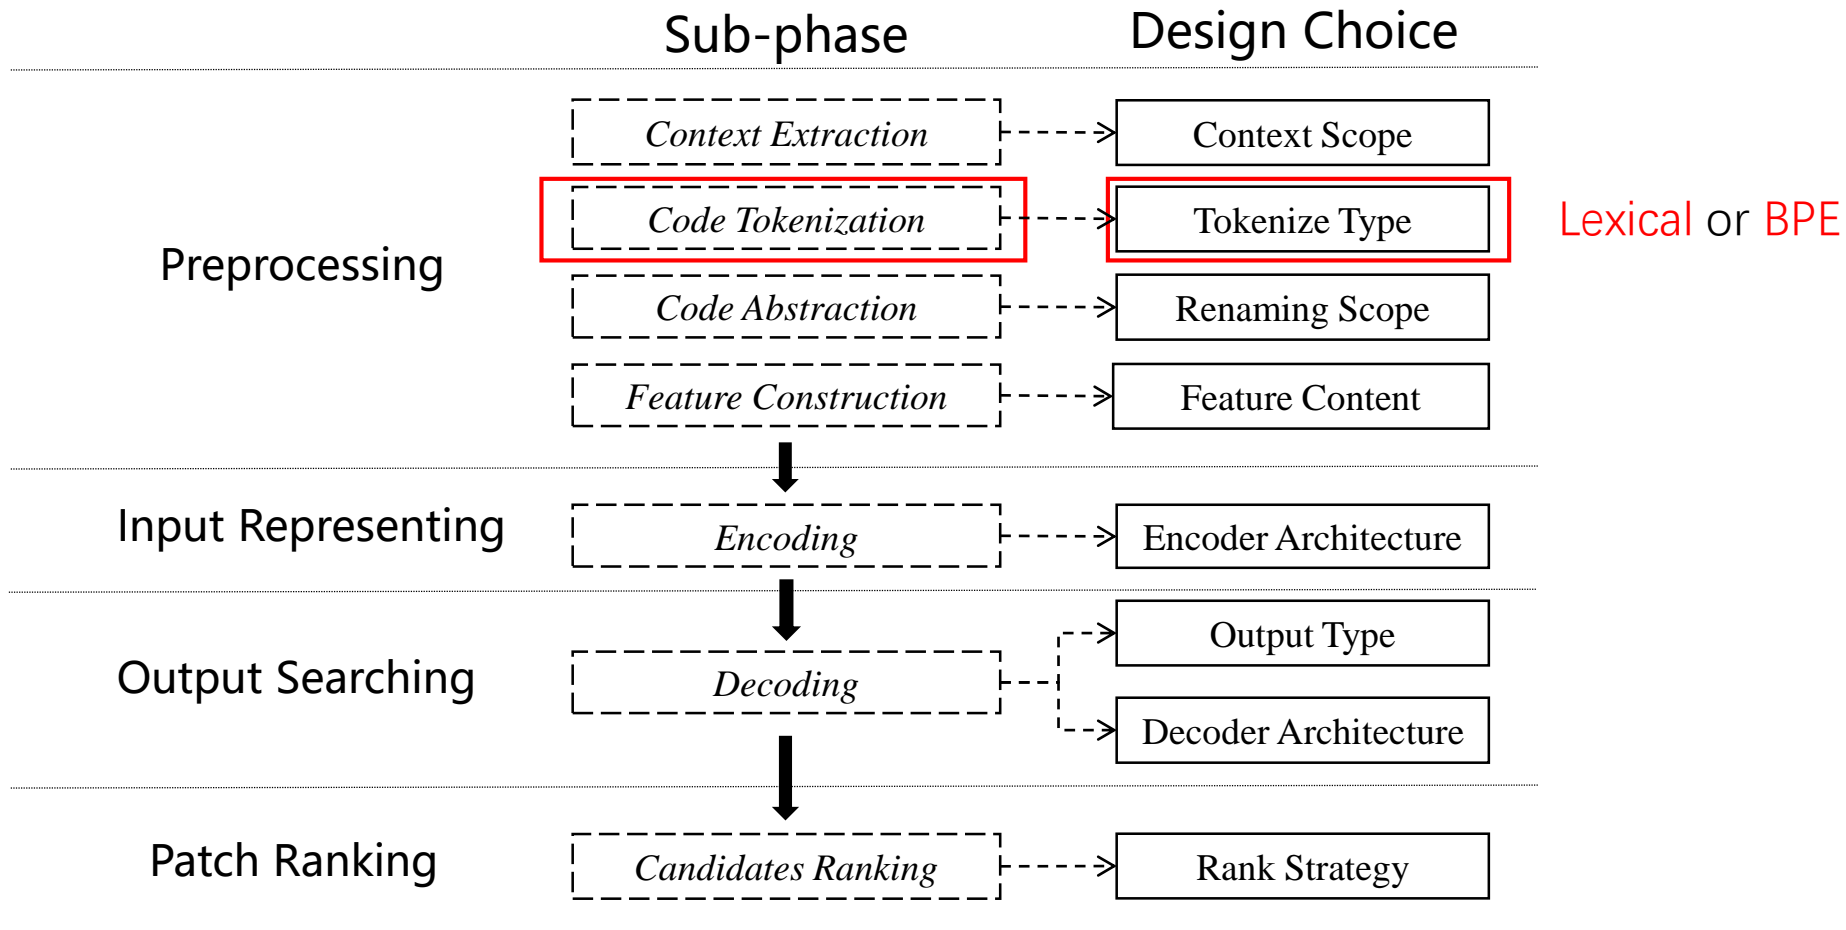 Sub-phase Design Choice
Context Extraction Context Scope
Code Tokenization Tokenize Type Lexical or BPE
Preprocessing
Code Abstraction Renaming Scope
Feature Construction Feature Content
Input Representing Encoding Encoder Architecture
Output Type
Output Searching Decoding
Decoder Architecture
Patch Ranking Candidates Ranking Rank Strategy